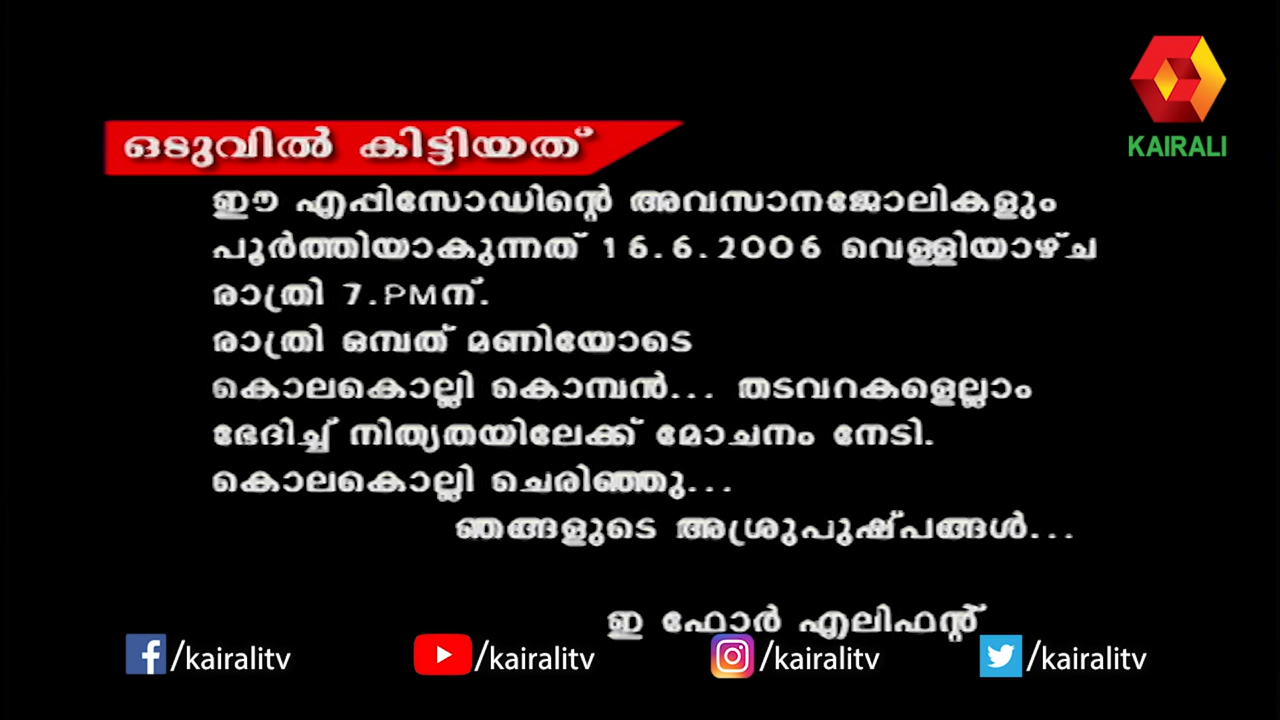 KAIRALI
ഒടുവിൽ കിട്ടിയത്
ഈ എപ്പിസോഡിന്റെ അവസാനജോലികളും
പൂർത്തിയാകുന്നത് 16.6.2006 വെള്ളിയാഴ്ച
രാത്രി 7.PMന്.
രാത്രി ഒമ്പത് മണിയോടെ
കൊലകൊല്ലി കൊമ്പൻ... തടവറകളെല്ലാം
ഭേദിച്ച് നിത്യതയിലേക്ക് മോചനം നേടി.
കൊലകൊല്ലി ചെരിഞ്ഞു...
ഞങ്ങളുടെ അശ്രുപുഷ്പങ്ങൾ...
ഇ ഫോർ എലിഫന്റ്
/kairalitv /kairalitv /kairalitv /kairalitv